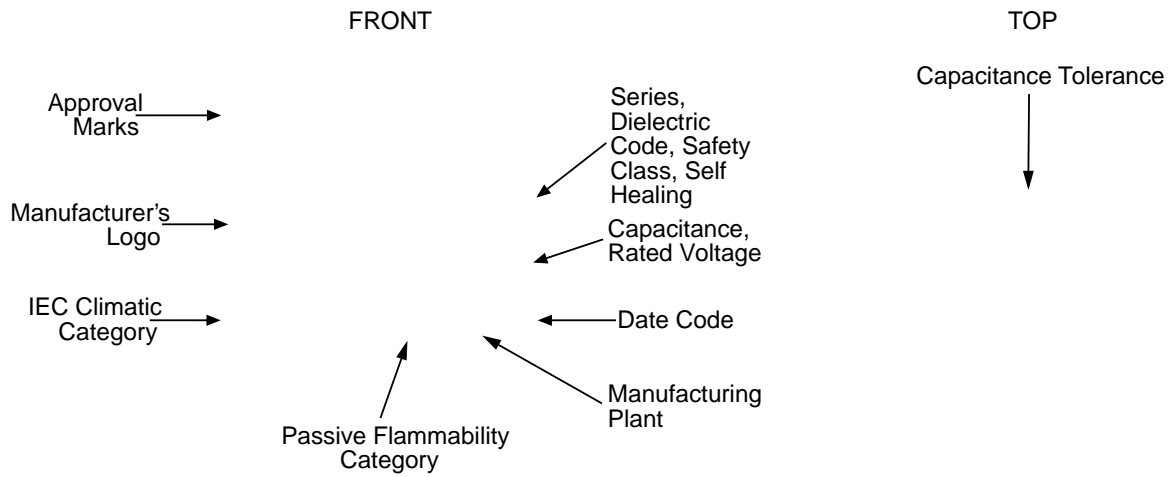 FRONT
TOP
Capacitance Tolerance
Approval
Marks
Series,
Dielectric
Code, Safety
Class, Self
Healing
Manufacturer’s
Logo
Capacitance,
Rated Voltage
IEC Climatic
Category
Date Code
Manufacturing
Plant
Passive Flammability
Category